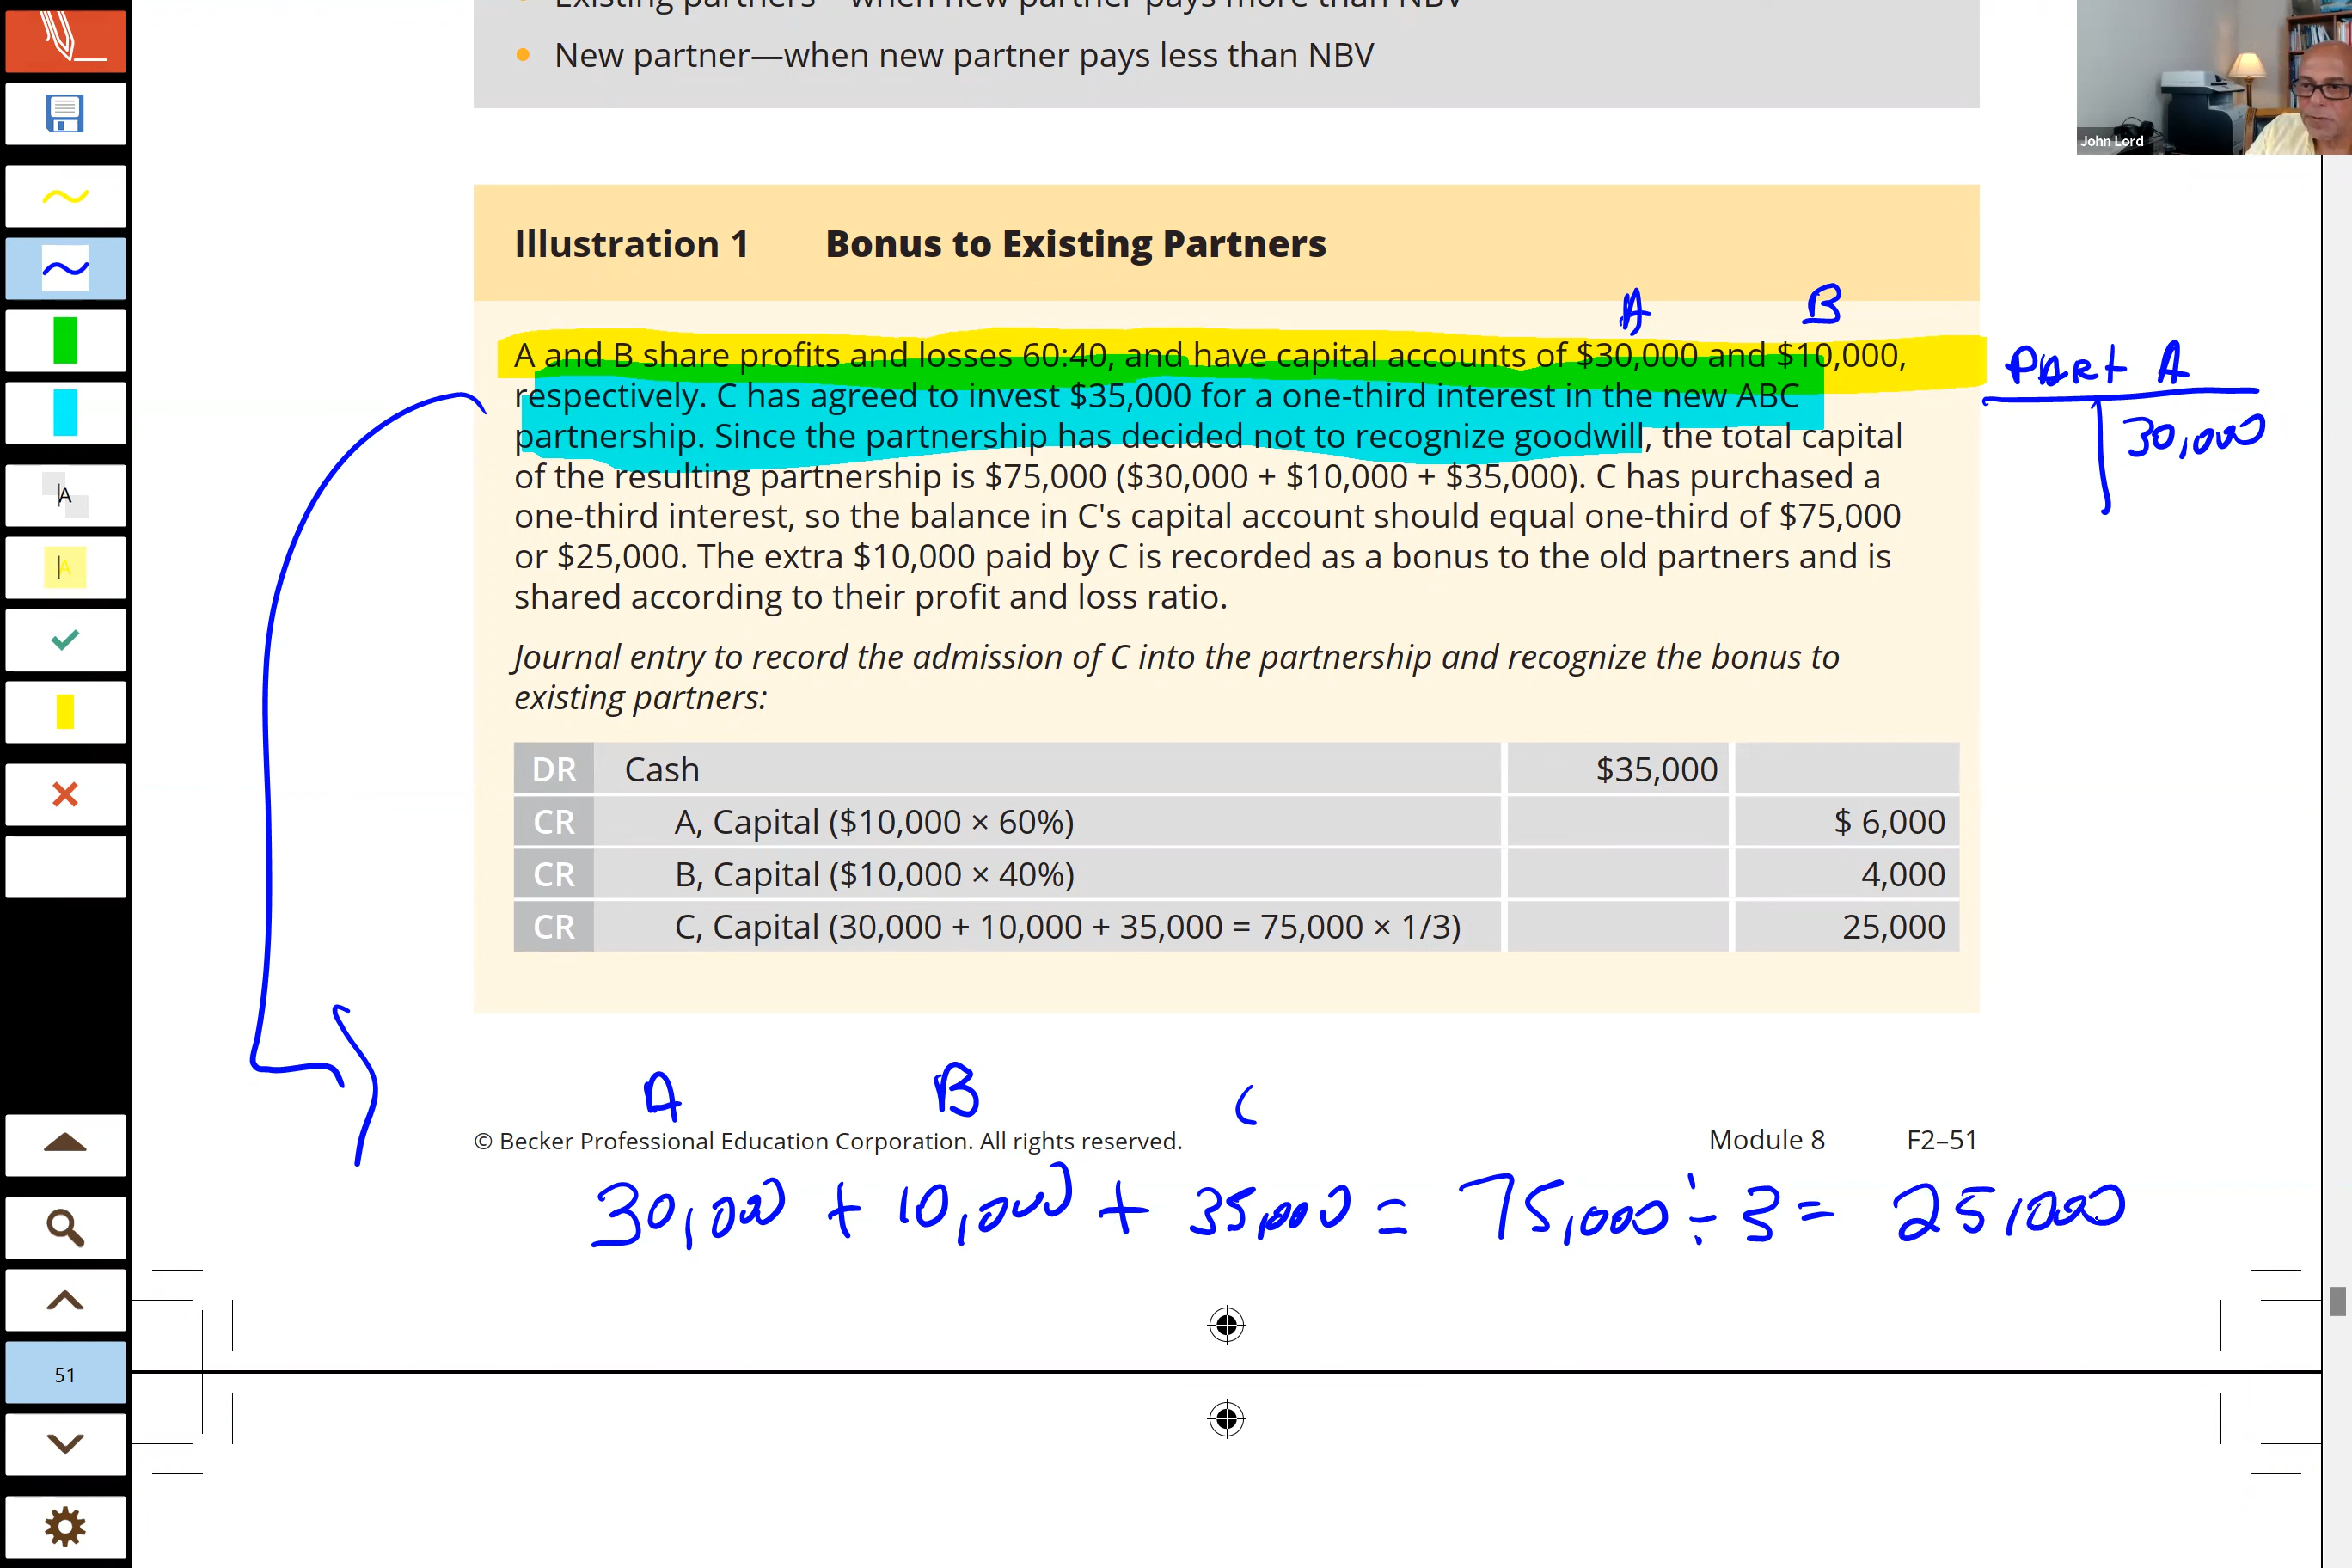 Existing partners—when new partner pays more than NBV
New partner—when new partner pays less than NBV
John Lord
Illustration 1 Bonus to Existing Partners
A B
A and B share profits and losses 60:40, and have capital accounts of $30,000 and $10,000,
respectively. C has agreed to invest $35,000 for a one-third interest in the new ABC
partnership. Since the partnership has decided not to recognize goodwill, the total capital
of the resulting partnership is $75,000 ($30,000 + $10,000 + $35,000). C has purchased a
one-third interest, so the balance in C's capital account should equal one-third of $75,000
or $25,000. The extra $10,000 paid by C is recorded as a bonus to the old partners and is
shared according to their profit and loss ratio.
Part A
30,000
Journal entry to record the admission of C into the partnership and recognize the bonus to
existing partners:
DR Cash $35,000
CR A, Capital ($10,000 × 60%) $ 6,000
CR B, Capital ($10,000 × 40%) 4,000
CR C, Capital (30,000 + 10,000 + 35,000 = 75,000 × 1/3) 25,000
A B C
© Becker Professional Education Corporation. All rights reserved. Module 8 F2–51
30,000 + 10,000 + 35,000 = 75,000 ÷ 3 = 25,000
A
A
51